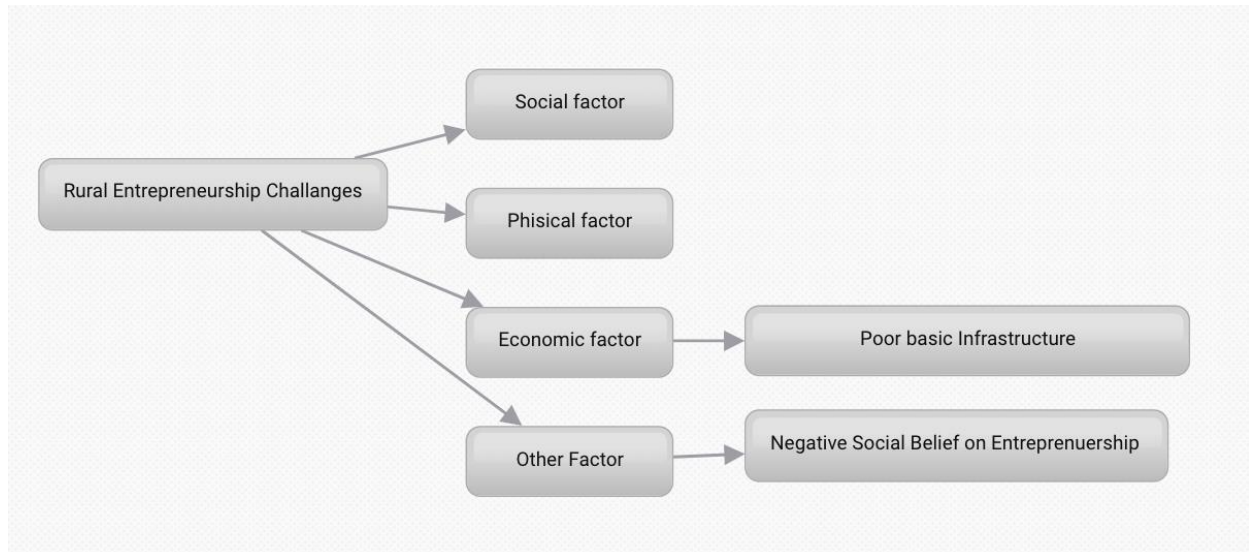 Social factor
Rural Entrepreneurship Challanges
Phisical factor
Economic factor
Poor basic Infrastructure
Other Factor
Negative Social Belief on Entreprenuership